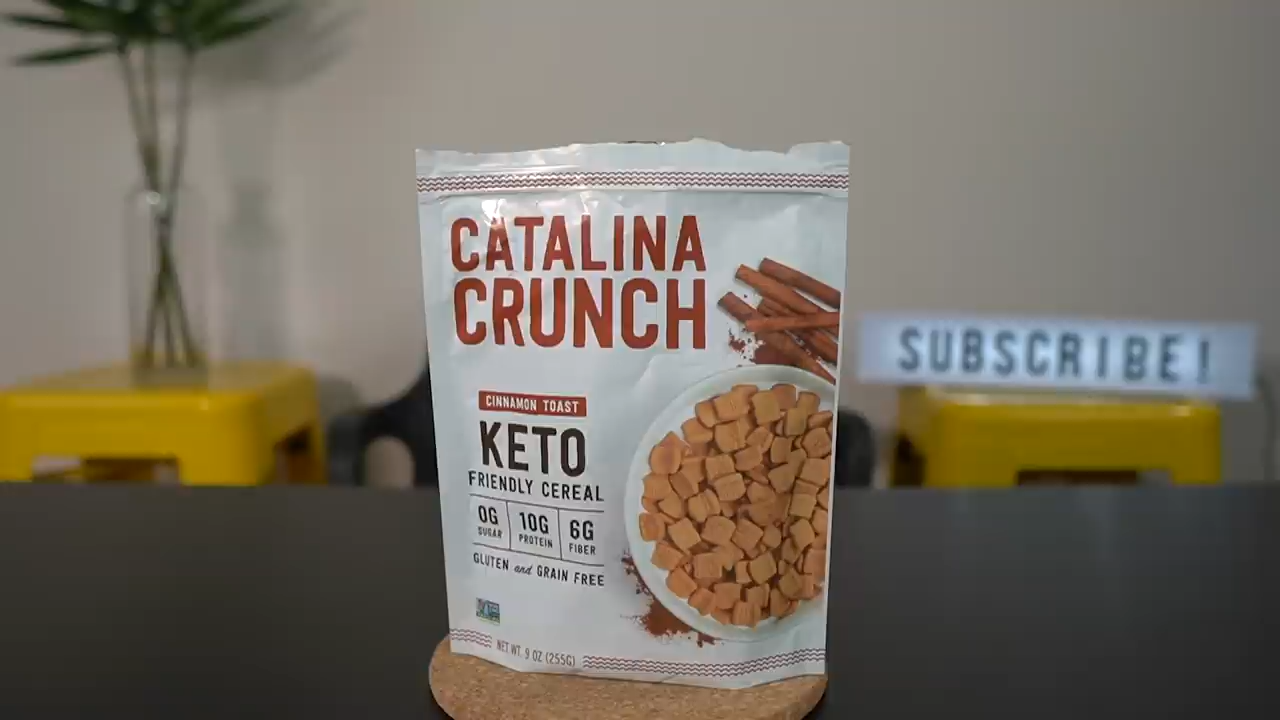 CATALINA
CRUNCH
SUBSCRIBE!
CINNAMON TOAST
KETO
FRIENDLY CEREAL
0G SUGAR
10G PROTEIN
6G FIBER
GLUTEN and GRAIN FREE
NET WT. 9 OZ (255G)